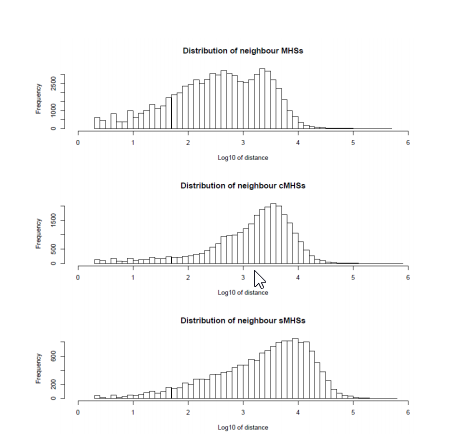 Distribution of neighbour MHSs
Frequency
0 1000 2500
0 1 2 3 4 5 6
Log10 of distance
Distribution of neighbour cMHSs
Frequency
0 500 1500
0 1 2 3 4 5 6
Log10 of distance
Distribution of neighbour sMHSs
Frequency
0 200 600
0 1 2 3 4 5 6
Log10 of distance